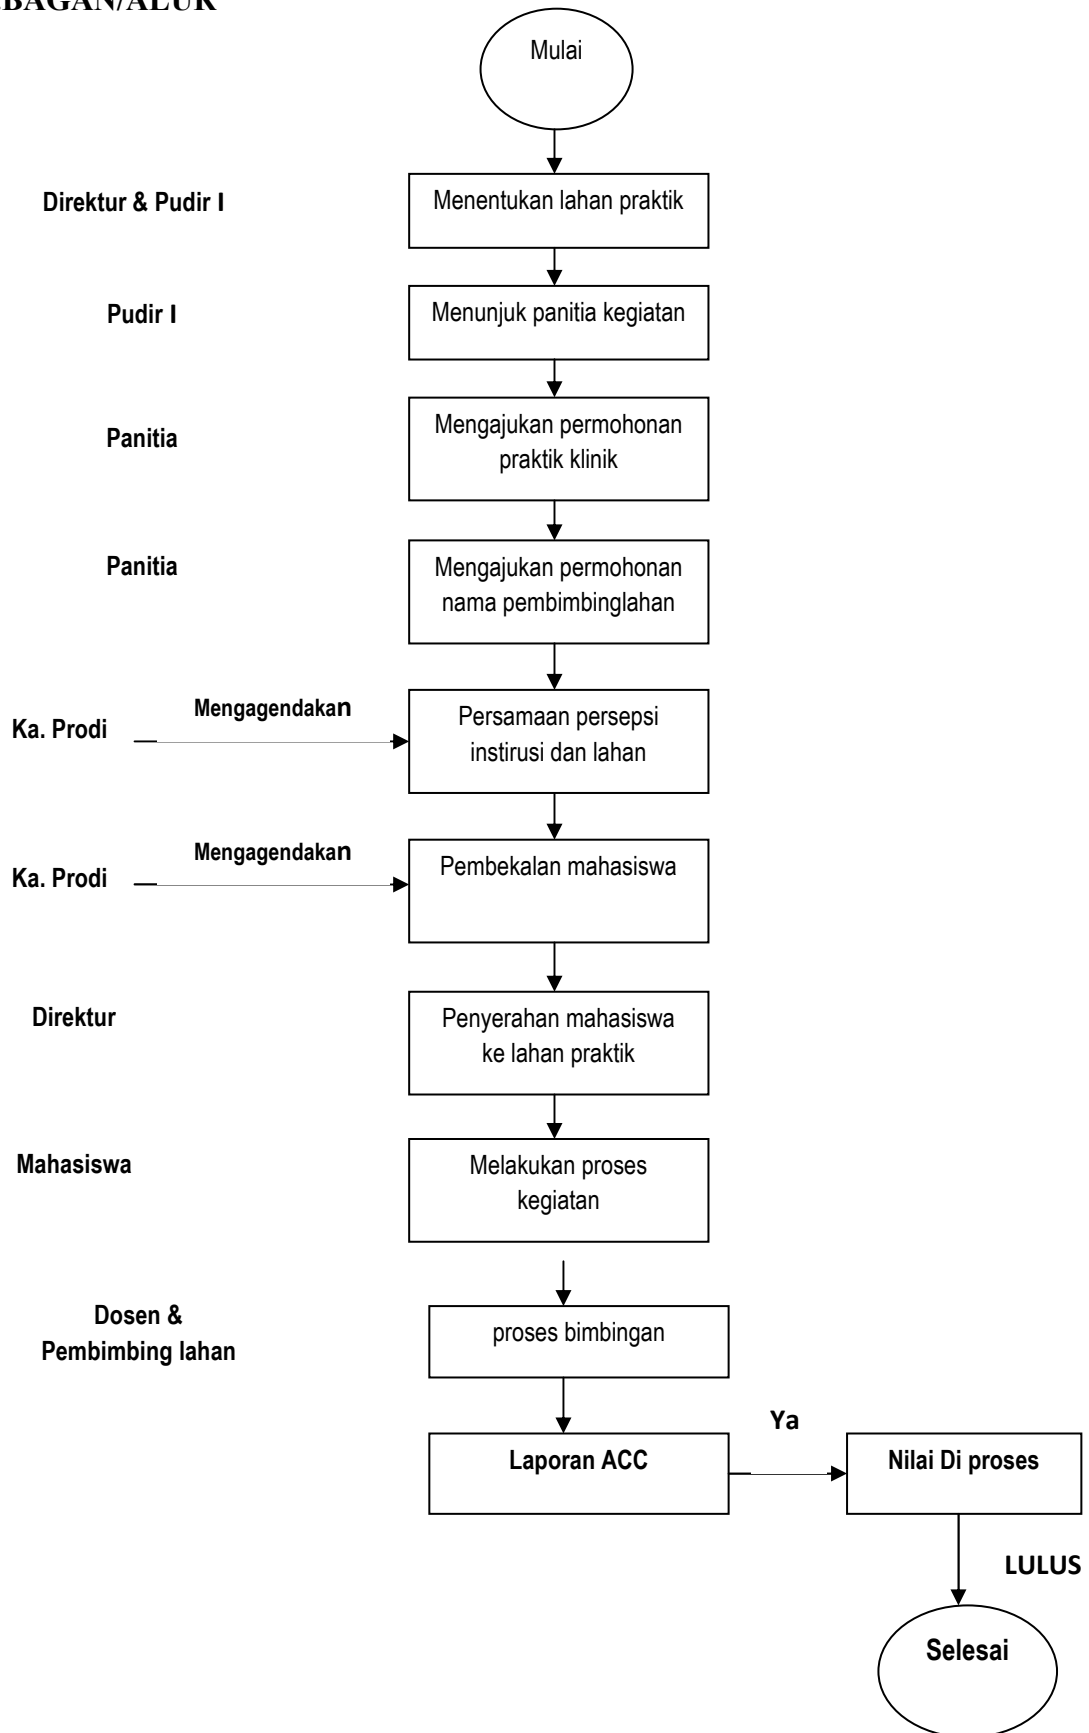 BAGAN/ALUR
Mulai
Direktur & Pudir I
Menentukan lahan praktik
Pudir I
Menunjuk panitia kegiatan
Panitia
Mengajukan permohonan
praktik klinik
Panitia
Mengajukan permohonan
nama pembimbinglahan
Ka. Prodi
Mengagendakan
Persamaan persepsi
instirusi dan lahan
Ka. Prodi
Mengagendakan
Pembekalan mahasiswa
Direktur
Penyerahan mahasiswa
ke lahan praktik
Mahasiswa
Melakukan proses
kegiatan
Dosen &
Pembimbing lahan
proses bimbingan
Laporan ACC
Ya
Nilai Di proses
LULUS
Selesai